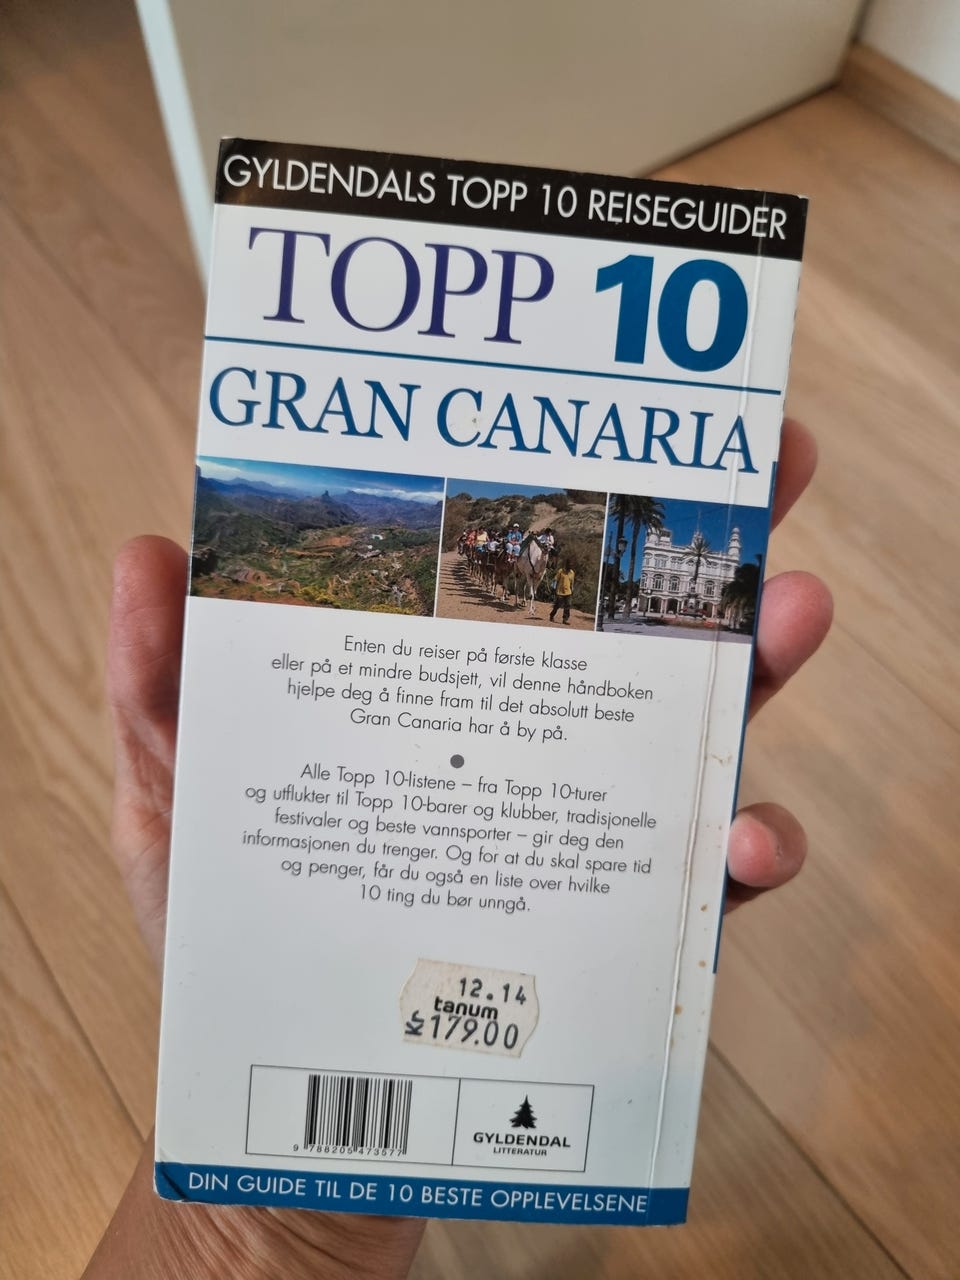 GYLDENDALS TOPP 10 REISEGUIDER
TOPP 10
GRAN CANARIA
Enten du reiser på første klasse
eller på et mindre budsjett, vil denne håndboken
hjelpe deg å finne fram til det absolutt beste
Gran Canaria har å by på.
Alle Topp 10-listene – fra Topp 10-turer
og utflukter til Topp 10-barer og klubber, tradisjonelle
festivaler og beste vannsporter – gir deg den
informasjonen du trenger. Og for at du skal spare tid
og penger, får du også en liste over hvilke
10 ting du bør unngå.
12.14
tanum
kr 179.00
9 788205 473577
GYLDENDAL
LITTERATUR
DIN GUIDE TIL DE 10 BESTE OPPLEVELSENE